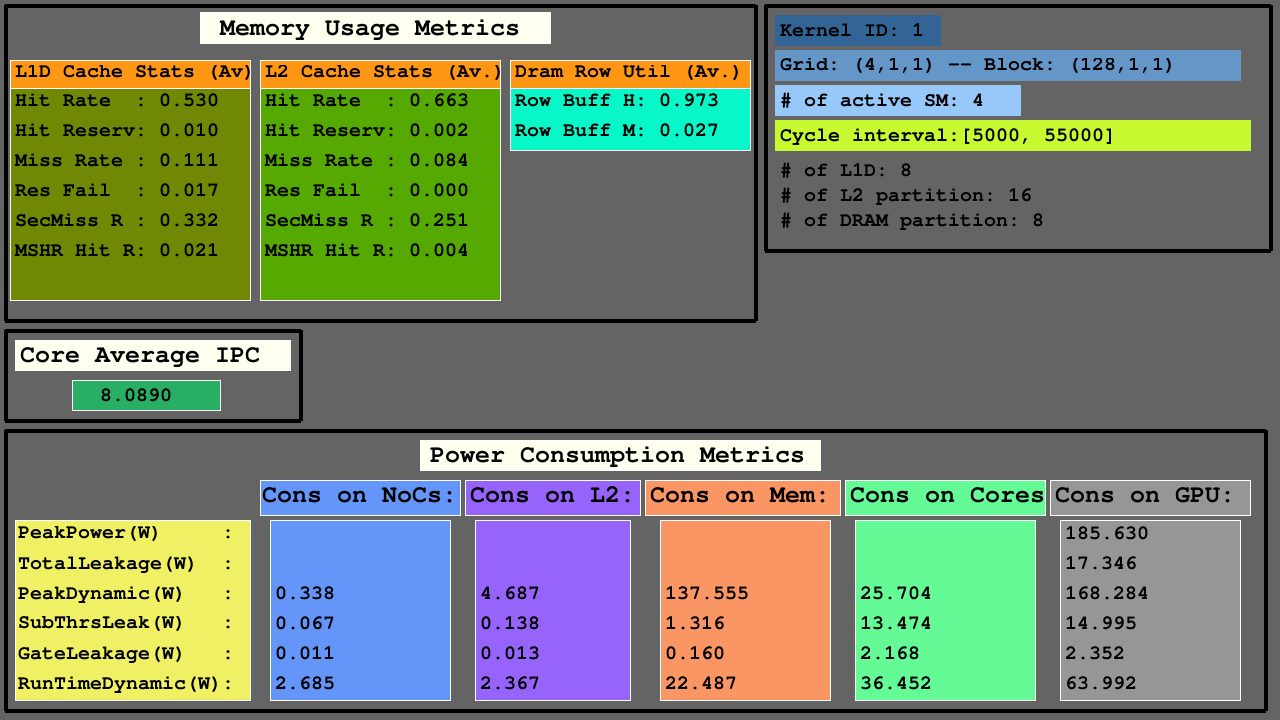 Memory Usage Metrics
L1D Cache Stats (Av)
Hit Rate  : 0.530
Hit Reserv: 0.010
Miss Rate : 0.111
Res Fail  : 0.017
SecMiss R : 0.332
MSHR Hit R: 0.021
L2 Cache Stats (Av.)
Hit Rate  : 0.663
Hit Reserv: 0.002
Miss Rate : 0.084
Res Fail  : 0.000
SecMiss R : 0.251
MSHR Hit R: 0.004
Dram Row Util (Av.)
Row Buff H: 0.973
Row Buff M: 0.027
Kernel ID: 1
Grid: (4,1,1) -- Block: (128,1,1)
# of active SM: 4
Cycle interval:[5000, 55000]
# of L1D: 8
# of L2 partition: 16
# of DRAM partition: 8
Core Average IPC
8.0890
Power Consumption Metrics
Cons on NoCs: Cons on L2: Cons on Mem: Cons on Cores Cons on GPU:
PeakPower(W) : 185.630
TotalLeakage(W) : 17.346
PeakDynamic(W) : 0.338 4.687 137.555 25.704 168.284
SubThrsLeak(W) : 0.067 0.138 1.316 13.474 14.995
GateLeakage(W) : 0.011 0.013 0.160 2.168 2.352
RunTimeDynamic(W): 2.685 2.367 22.487 36.452 63.992